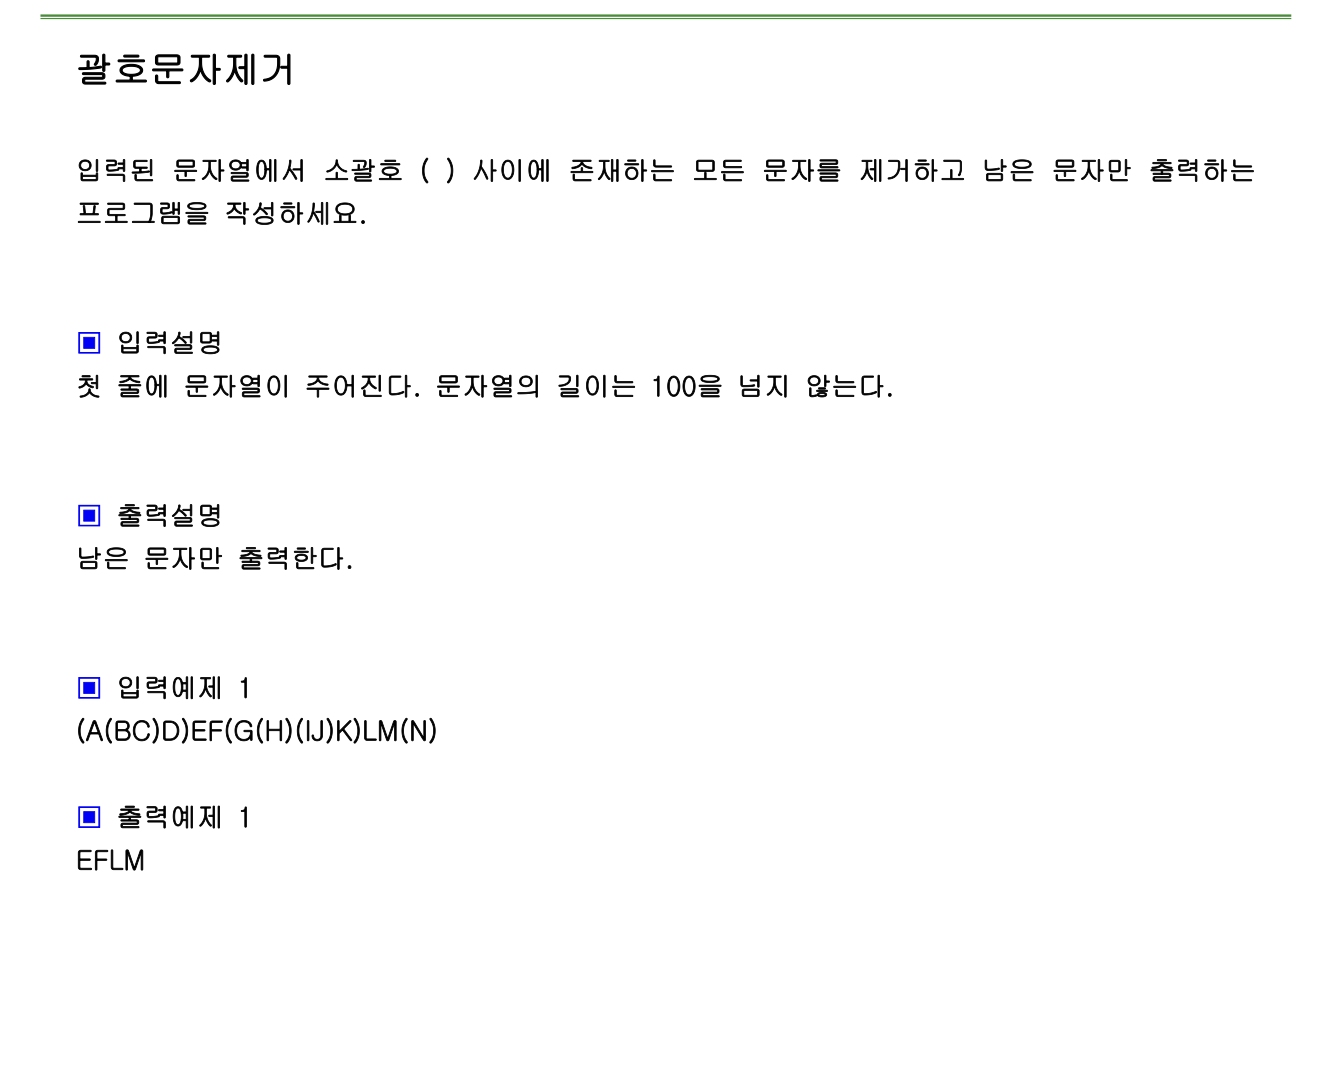 괄호문자제거
입력된 문자열에서 소괄호 ( ) 사이에 존재하는 모든 문자를 제거하고 남은 문자만 출력하는
프로그램을 작성하세요.
▣ 입력설명
첫 줄에 문자열이 주어진다. 문자열의 길이는 100을 넘지 않는다.
▣ 출력설명
남은 문자만 출력한다.
▣ 입력예제 1
(A(BC)D)EF(G(H)(IJ)K)LM(N)
▣ 출력예제 1
EFLM